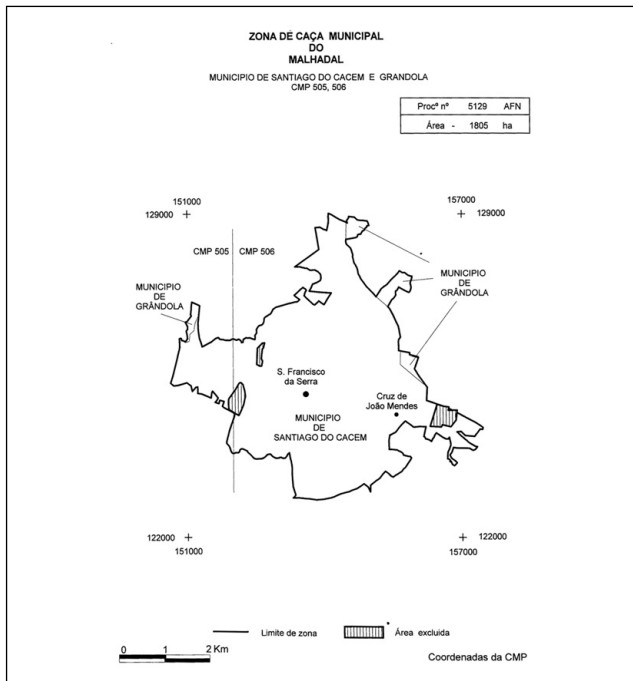 ZONA DE CAÇA MUNICIPAL
DO
MALHADAL
MUNICIPIO DE SANTIAGO DO CACEM E GRANDOLA
CMP 505, 506
Procº nº 5129 AFN
Área - 1805 ha
151000
129000
157000
129000
CMP 505
CMP 506
MUNICIPIO
DE
GRÂNDOLA
MUNICIPIO
DE
GRÂNDOLA
S. Francisco
da Serra
Cruz de
João Mendes
MUNICIPIO
DE
SANTIAGO DO CACEM
122000
151000
122000
157000
Limite de zona
Área excluida
0 1 2 Km
Coordenadas da CMP